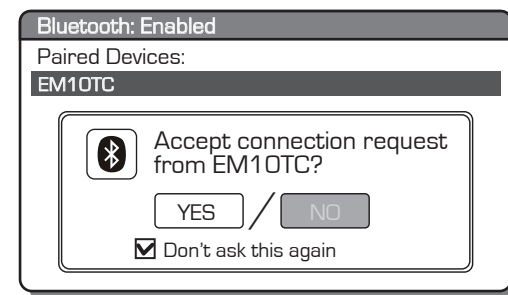 Bluetooth: Enabled
Paired Devices:
EM10TC
Accept connection request
from EM10TC?
YES / NO
Don't ask this again